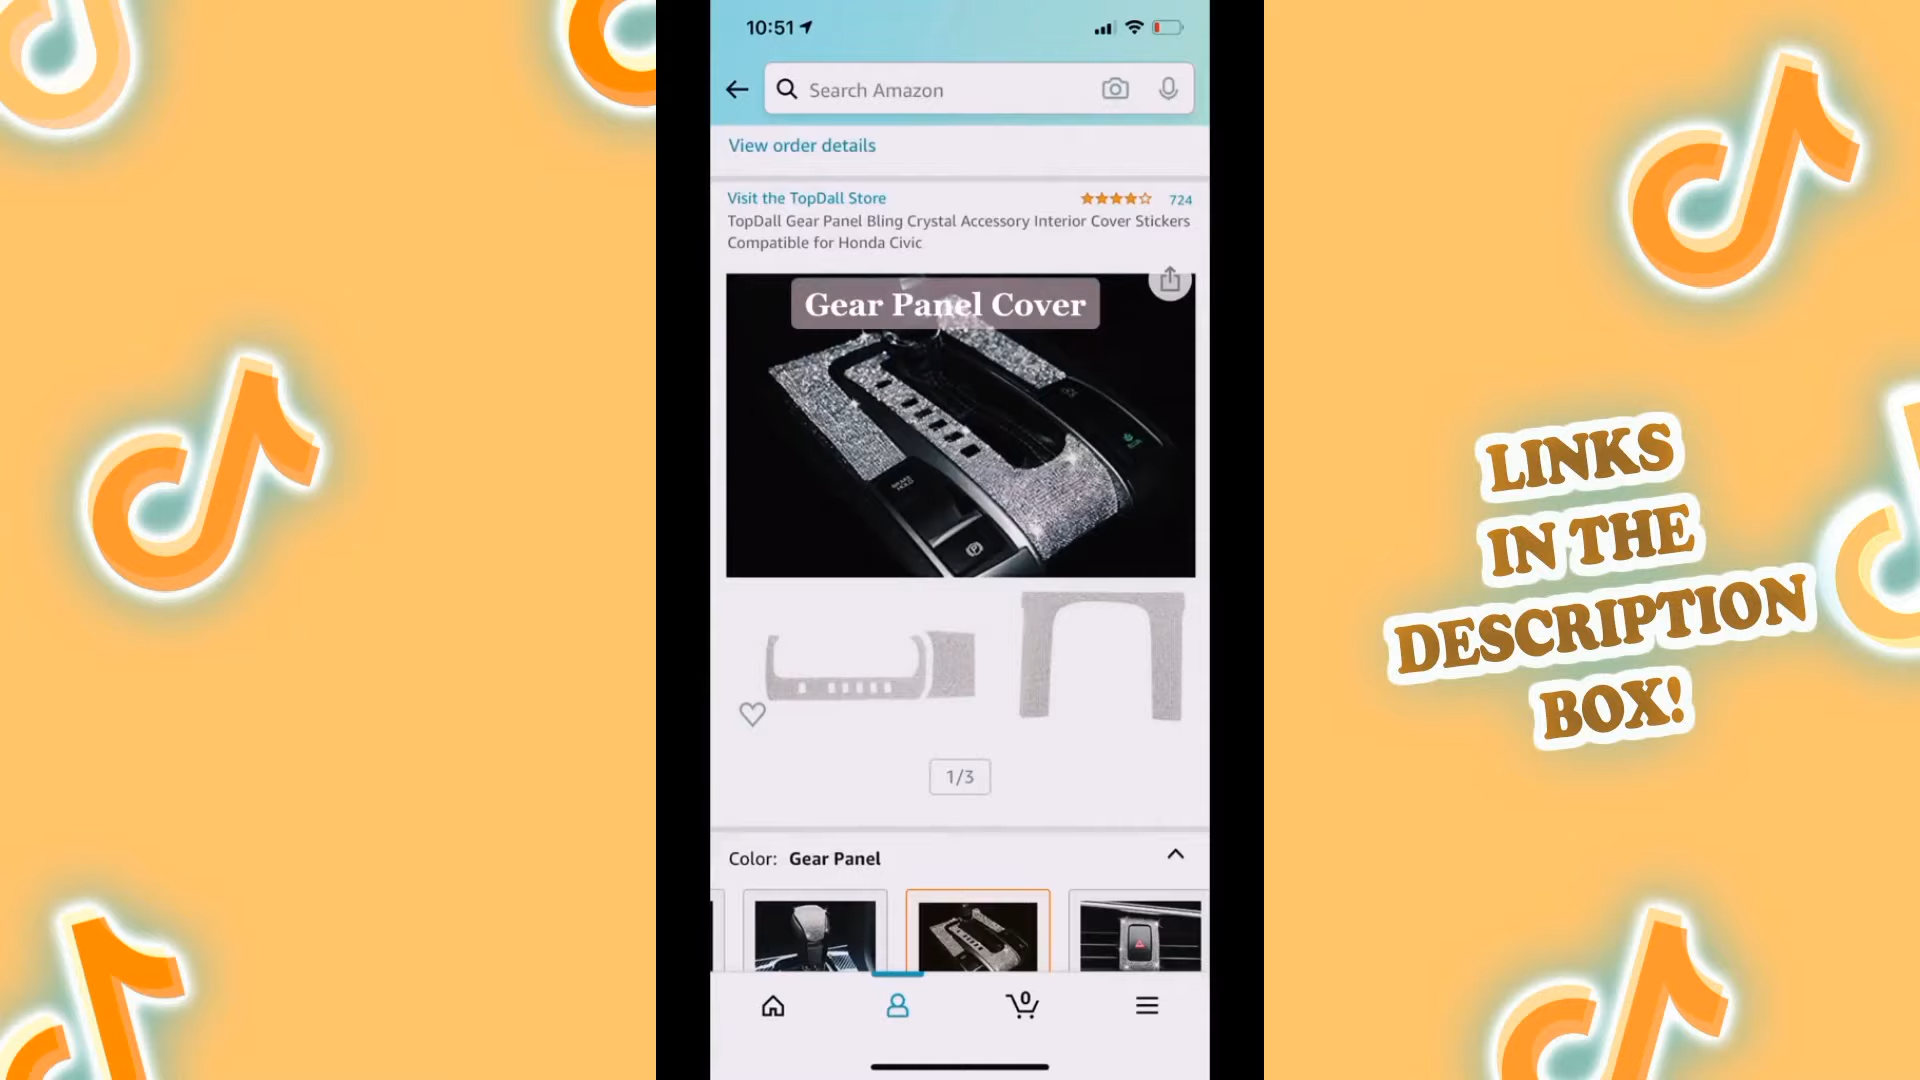 10:51
Search Amazon
View order details
Visit the TopDall Store
724
TopDall Gear Panel Bling Crystal Accessory Interior Cover Stickers
Compatible for Honda Civic
Gear Panel Cover
BRAKE
HOLD
1/3
Color: Gear Panel
0
LINKS
IN THE
DESCRIPTION
BOX!